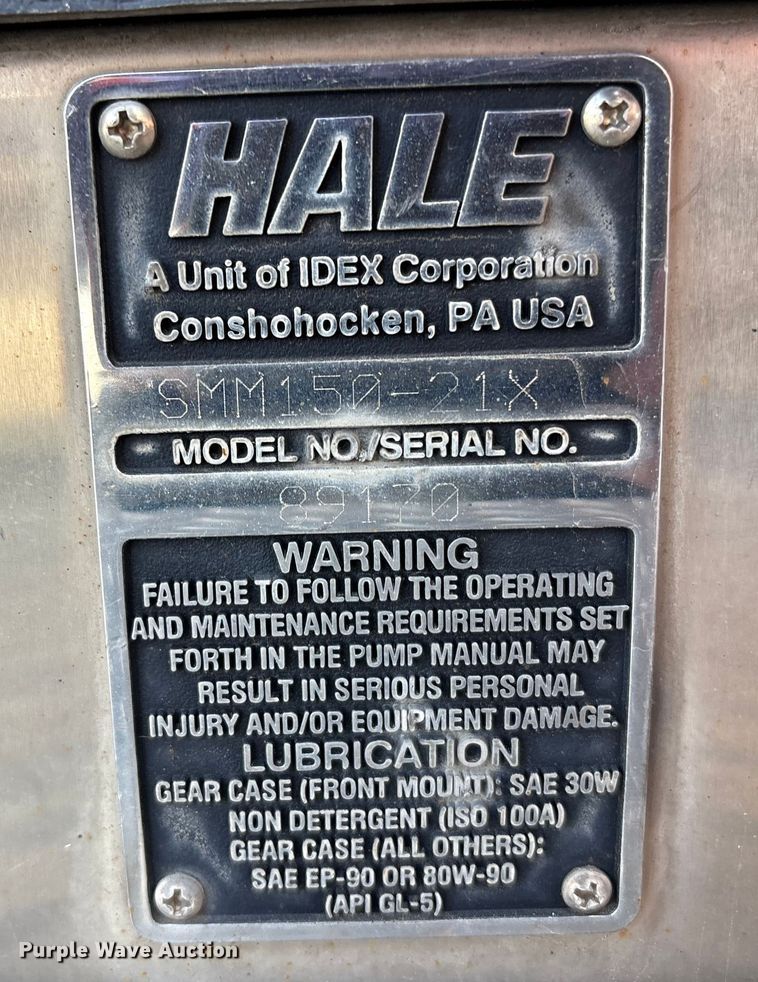 HALE
A Unit of IDEX Corporation
Conshohocken, PA USA
SMM150-21X
MODEL NO./SERIAL NO.
89170
WARNING
FAILURE TO FOLLOW THE OPERATING
AND MAINTENANCE REQUIREMENTS SET
FORTH IN THE PUMP MANUAL MAY
RESULT IN SERIOUS PERSONAL
INJURY AND/OR EQUIPMENT DAMAGE.
LUBRICATION
GEAR CASE (FRONT MOUNT): SAE 30W
NON DETERGENT (ISO 100A)
GEAR CASE (ALL OTHERS):
SAE EP-90 OR 80W-90
(API GL-5)
Purple Wave Auction